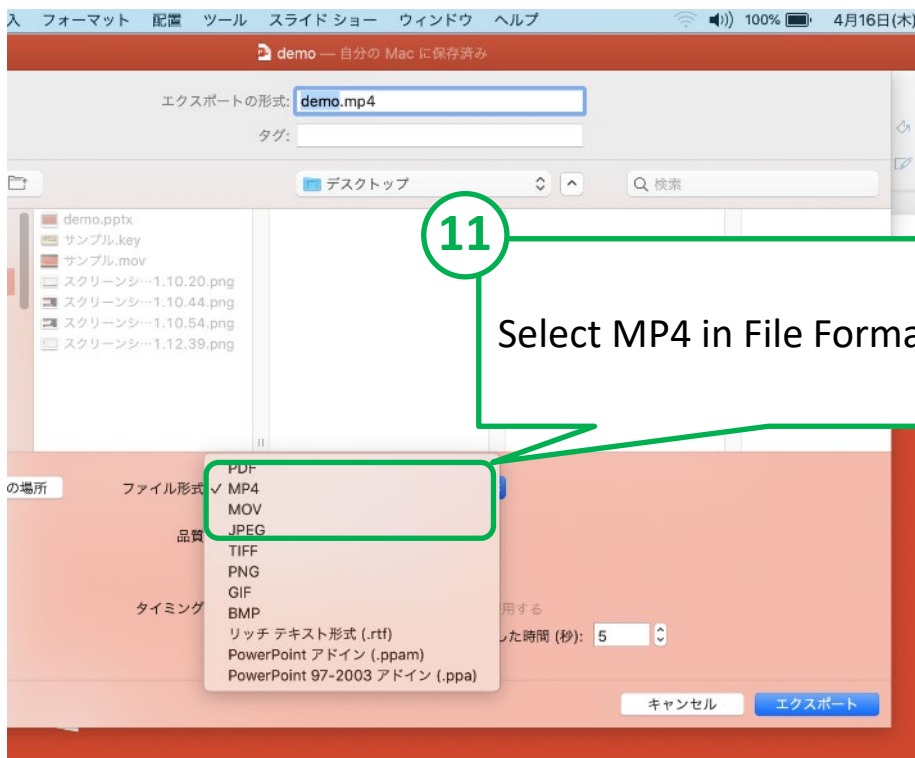 入 フォーマット 配置 ツール スライド ショー ウィンドウ ヘルプ 100% 4月16日(木)
demo — 自分の Mac に保存済み
エクスポートの形式: demo.mp4
タグ:
デスクトップ 検索
demo.pptx
サンプル.key
サンプル.mov
スクリーンシ…1.10.20.png
スクリーンシ…1.10.44.png
スクリーンシ…1.10.54.png
スクリーンシ…1.12.39.png
11
Select MP4 in File Forma
の場所 ファイル形式
PDF
✓ MP4
MOV
JPEG
TIFF
PNG
GIF
BMP
リッチ テキスト形式 (.rtf)
PowerPoint アドイン (.ppam)
PowerPoint 97-2003 アドイン (.ppa)
品質
タイミング 用する
した時間 (秒): 5
キャンセル エクスポート